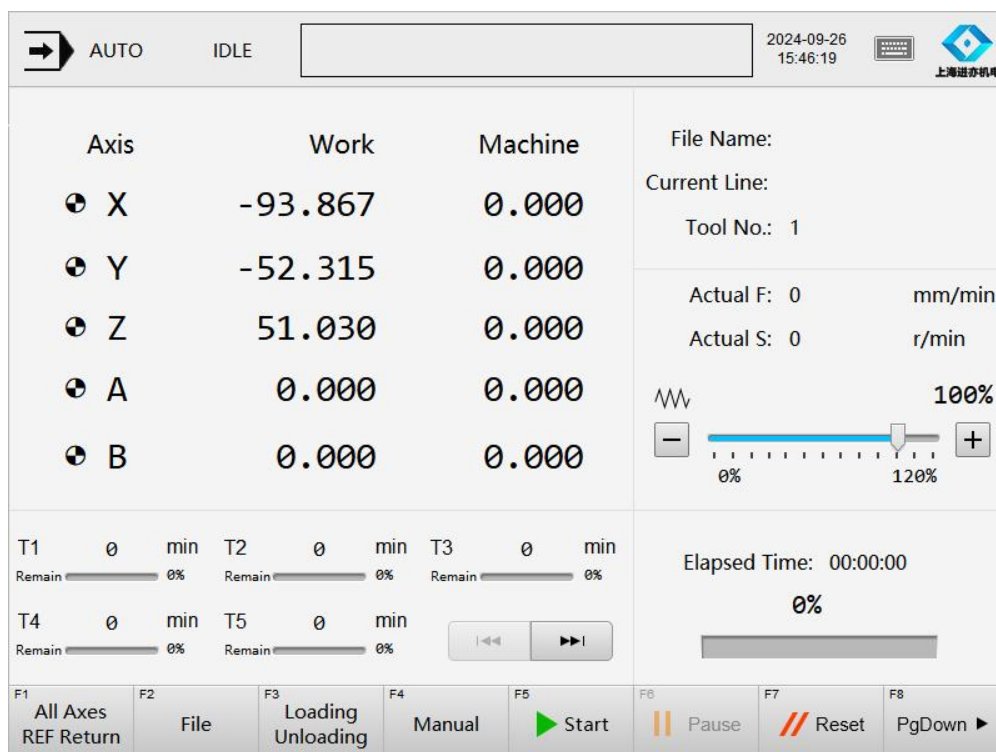 AUTO IDLE 2024-09-26
15:46:19
上海进亦机电
Axis Work Machine
X -93.867 0.000
Y -52.315 0.000
Z 51.030 0.000
A 0.000 0.000
B 0.000 0.000
File Name:
Current Line:
Tool No.: 1
Actual F: 0 mm/min
Actual S: 0 r/min
100%
0% 120%
T1 0 min T2 0 min T3 0 min
Remain 0% Remain 0% Remain 0%
T4 0 min T5 0 min
Remain 0% Remain 0%
Elapsed Time: 00:00:00
0%
F1 F2 F3 F4 F5 F6 F7 F8
All Axes
REF Return
File
Loading
Unloading
Manual
Start
Pause
Reset
PgDown